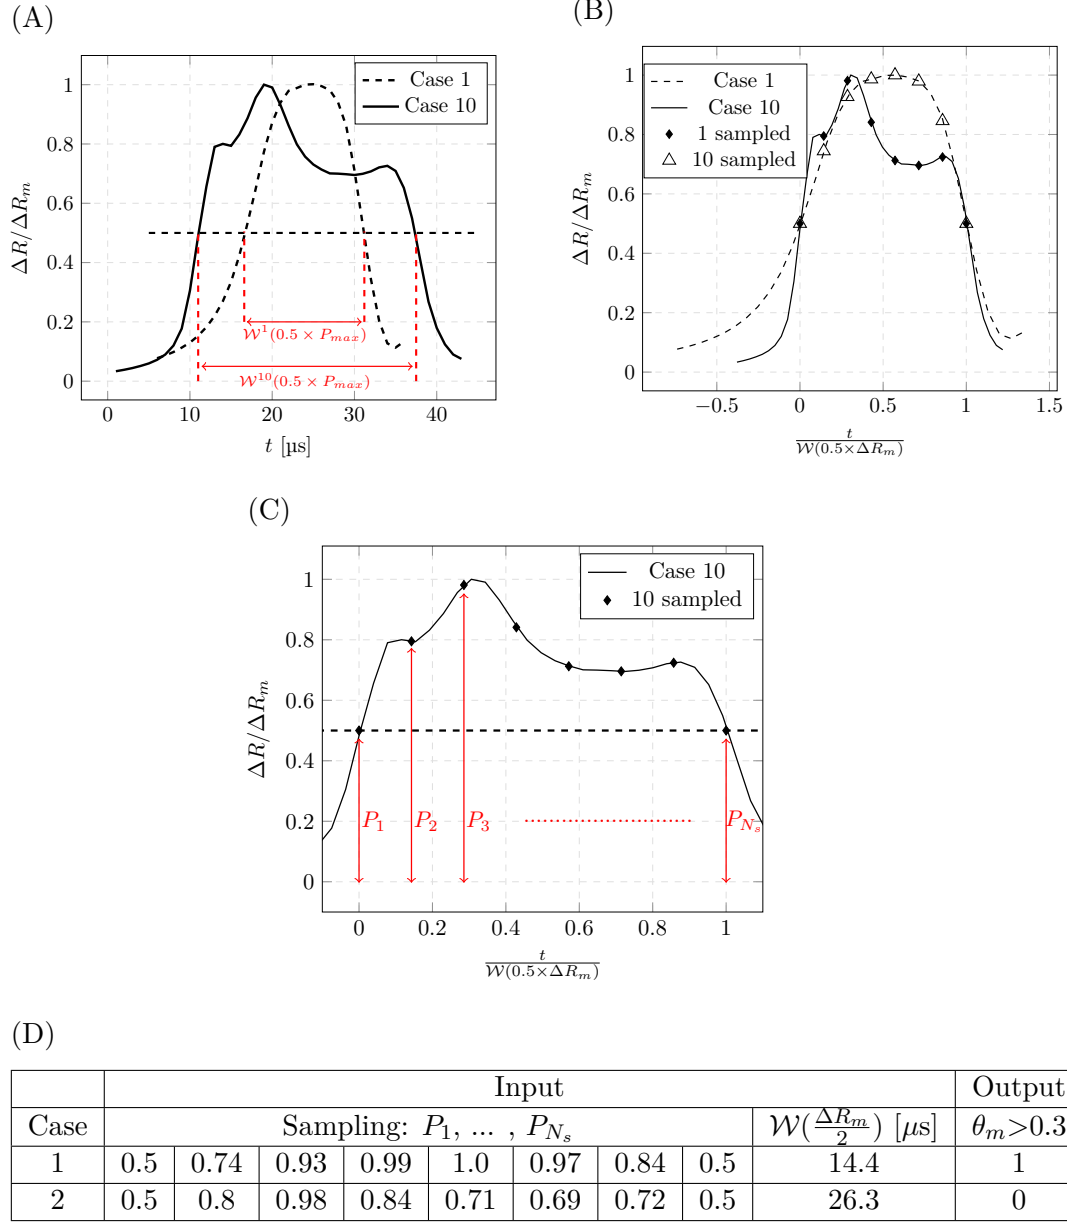 (A)
1
0.8
0.6
0.4
0.2
0
ΔR/ΔR_m
Case 1
Case 10
𝒲^1(0.5 × P_max)
𝒲^10(0.5 × P_max)
0 10 20 30 40
t [µs]
(B)
1
0.8
0.6
0.4
0.2
0
ΔR/ΔR_m
Case 1
Case 10
1 sampled
10 sampled
−0.5 0 0.5 1 1.5
t
𝒲(0.5×ΔR_m)
(C)
1
0.8
0.6
0.4
0.2
0
ΔR/ΔR_m
Case 10
10 sampled
P_1 P_2 P_3 P_{N_s}
0 0.2 0.4 0.6 0.8 1
t
𝒲(0.5×ΔR_m)
(D)
Input Output
Case Sampling: P_1, ... , P_{N_s} 𝒲(ΔR_m/2) [µs] θ_m>0.3
1 0.5 0.74 0.93 0.99 1.0 0.97 0.84 0.5 14.4 1
2 0.5 0.8 0.98 0.84 0.71 0.69 0.72 0.5 26.3 0